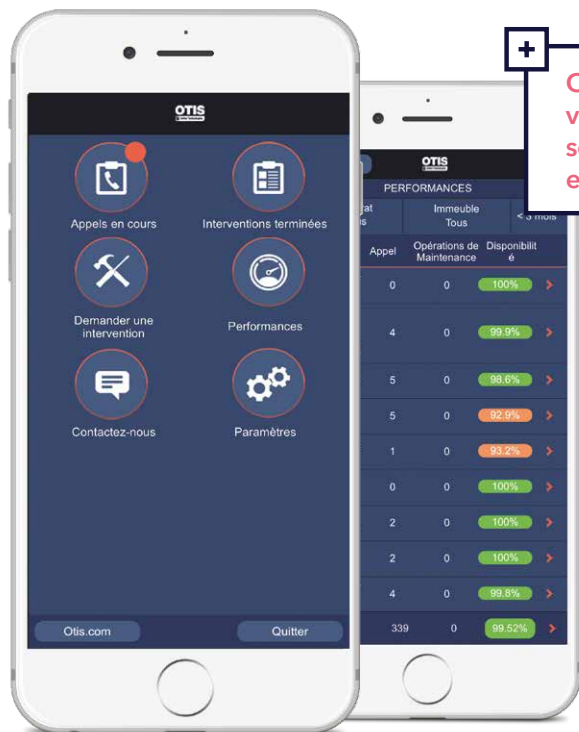 OTIS
Appels en cours
Interventions terminées
Demander une
intervention
Performances
Contactez-nous
Paramètres
Otis.com
Quitter
OTIS
PERFORMANCES
Immeuble
Tous
< 3 mois
Appel
Opérations de
Maintenance
Disponibilit
é
0 0 100%
4 0 99.9%
5 0 98.6%
5 0 92.9%
1 0 93.2%
0 0 100%
2 0 100%
2 0 100%
4 0 99.8%
339 0 99.52%